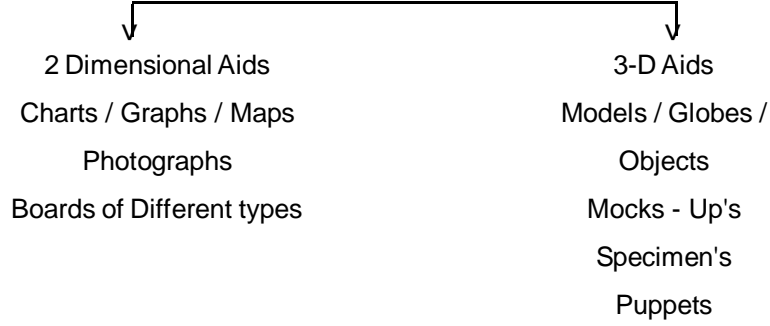 2 Dimensional Aids
Charts / Graphs / Maps
Photographs
Boards of Different types
3-D Aids
Models / Globes /
Objects
Mocks - Up's
Specimen's
Puppets